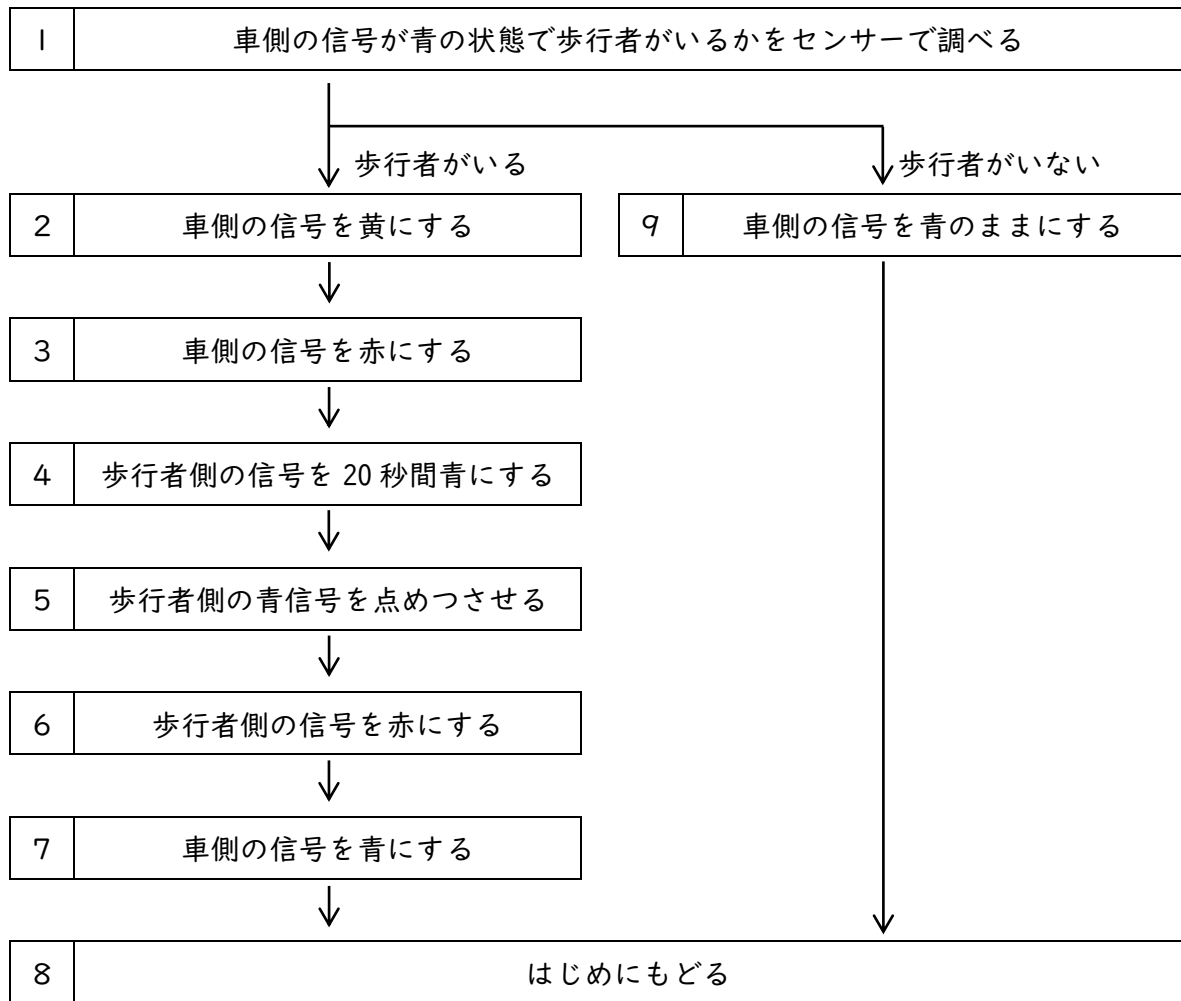 1 車側の信号が青の状態で歩行者がいるかをセンサーで調べる
歩行者がいる
歩行者がいない
2 車側の信号を黄にする
9 車側の信号を青のままにする
3 車側の信号を赤にする
4 歩行者側の信号を 20 秒間青にする
5 歩行者側の青信号を点めつさせる
6 歩行者側の信号を赤にする
7 車側の信号を青にする
8 はじめにもどる